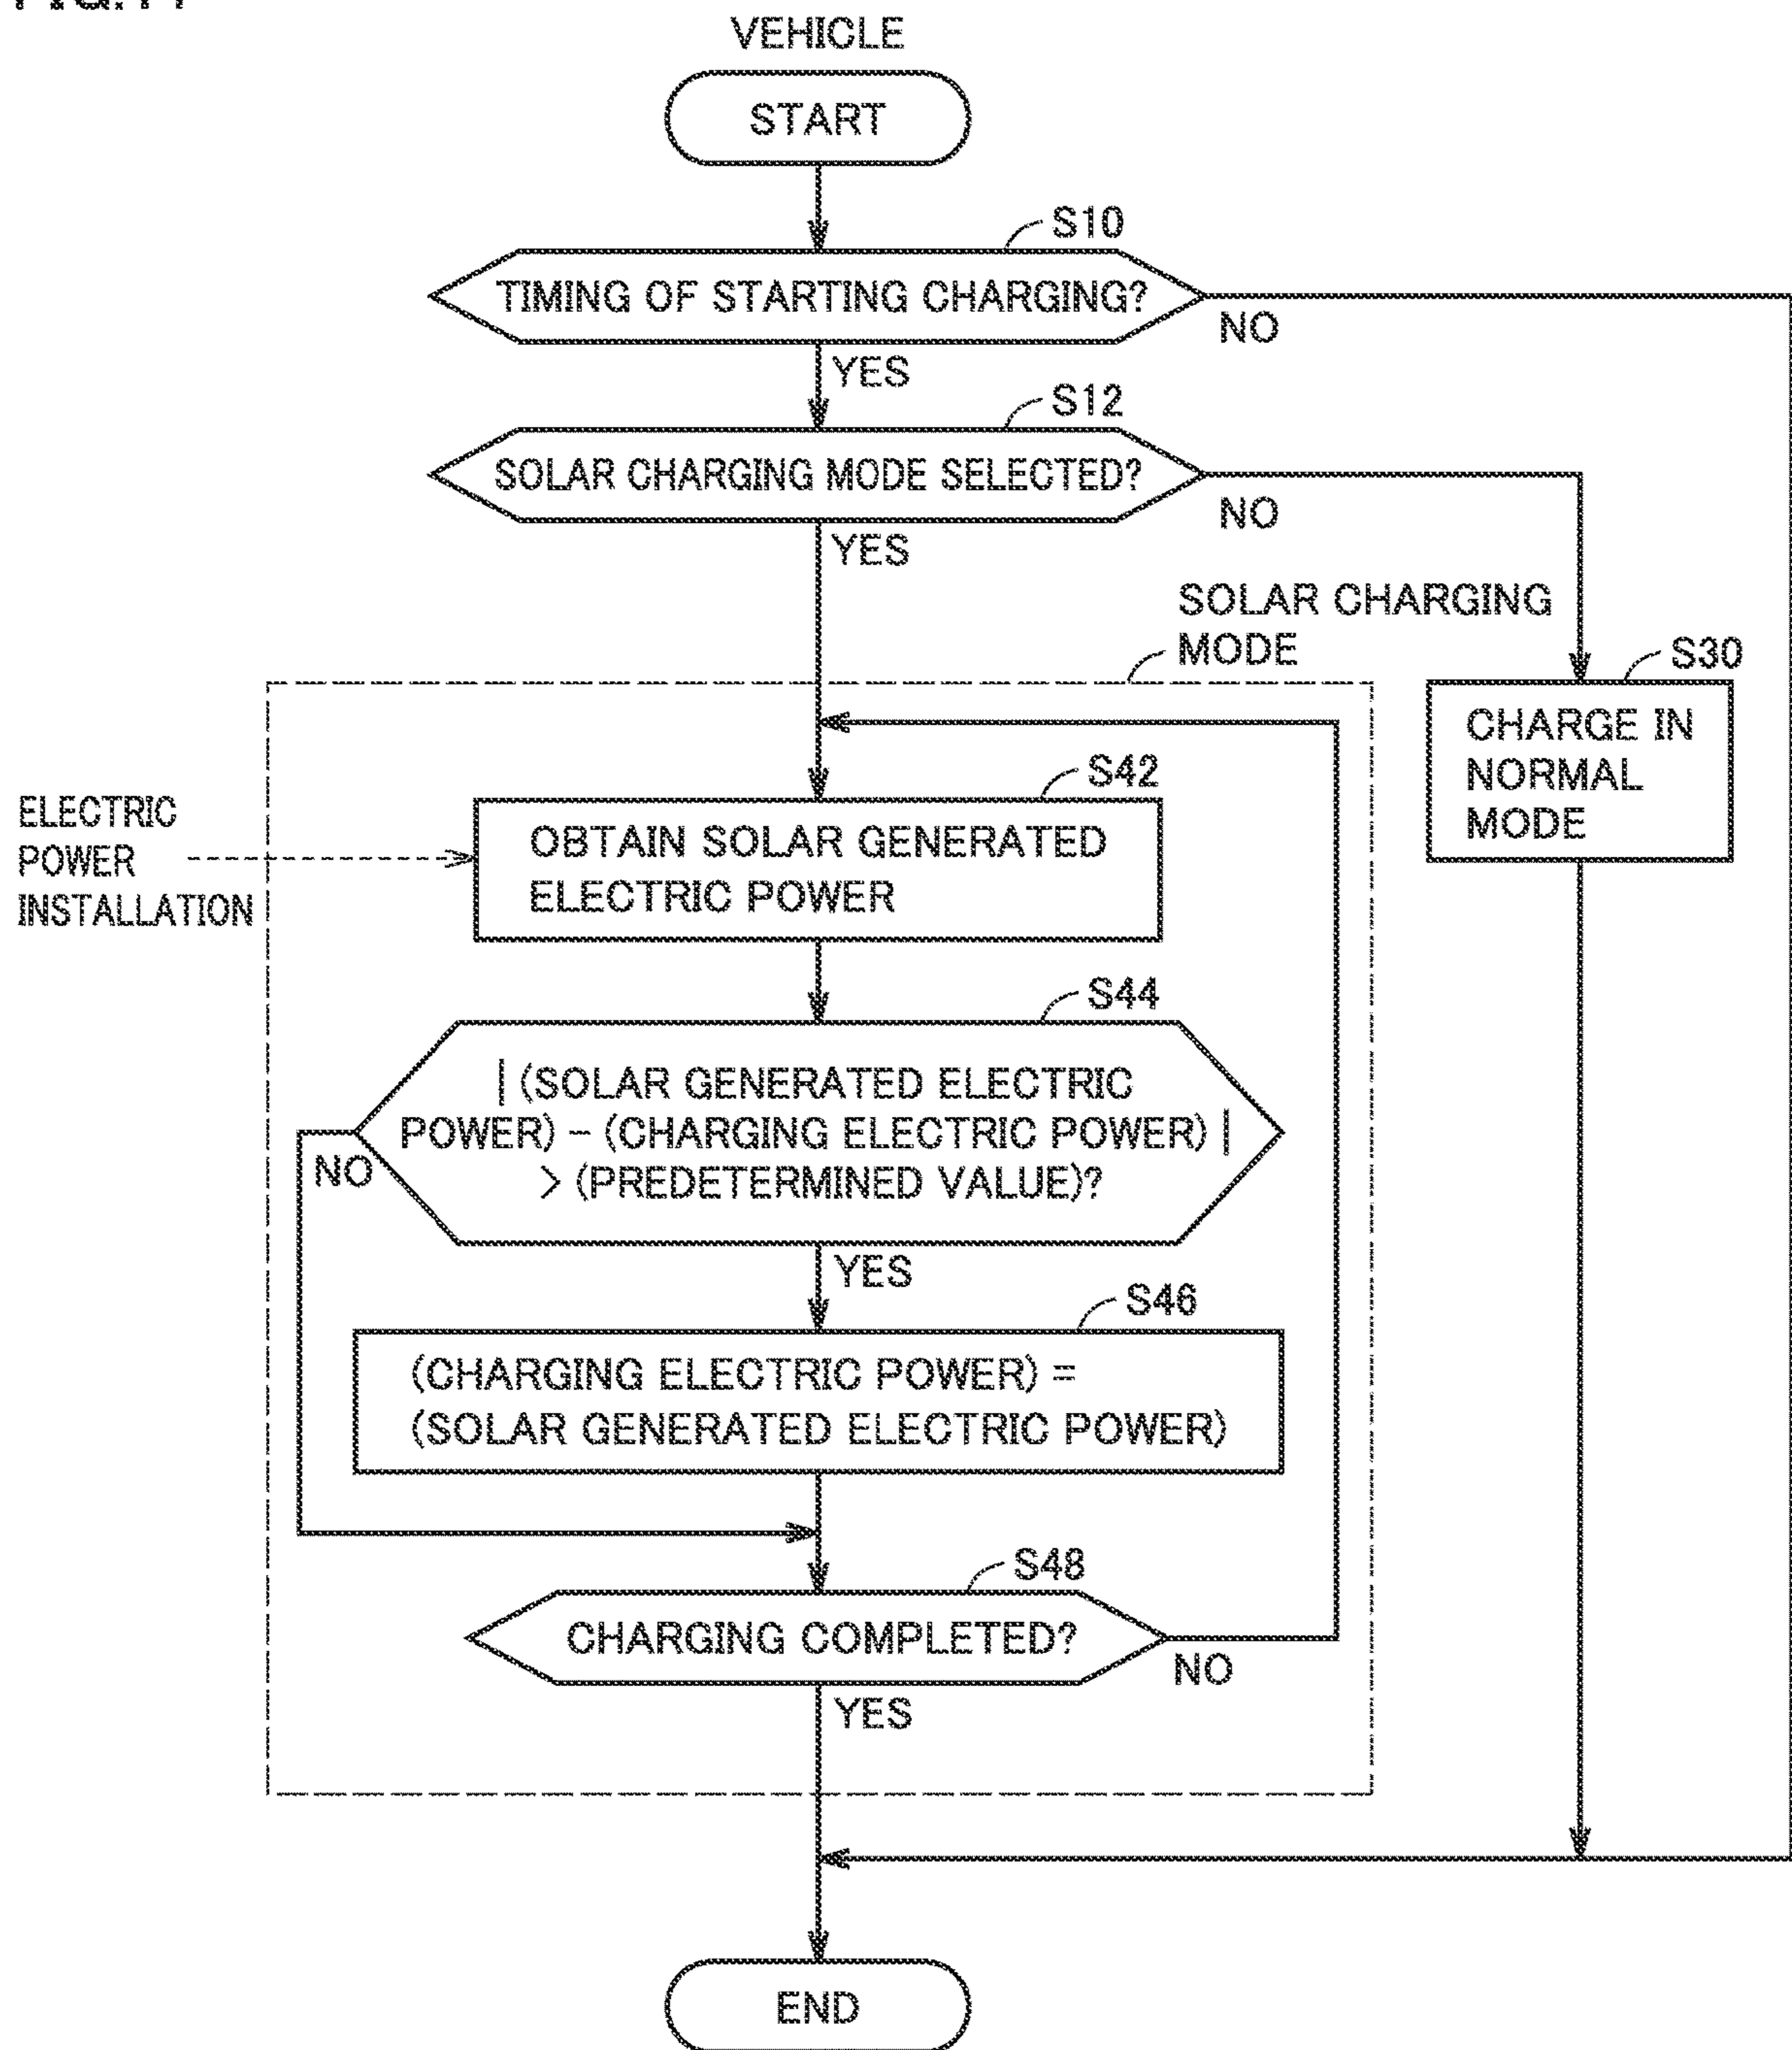 VEHICLE
START
S10
TIMING OF STARTING CHARGING?
NO
YES
S12
SOLAR CHARGING MODE SELECTED?
NO
YES
SOLAR CHARGING
MODE
S30
CHARGE IN
NORMAL
MODE
S42
ELECTRIC
POWER
INSTALLATION
OBTAIN SOLAR GENERATED
ELECTRIC POWER
S44
| (SOLAR GENERATED ELECTRIC
POWER) - (CHARGING ELECTRIC POWER) |
> (PREDETERMINED VALUE)?
NO
YES
S46
(CHARGING ELECTRIC POWER) =
(SOLAR GENERATED ELECTRIC POWER)
S48
CHARGING COMPLETED?
NO
YES
END